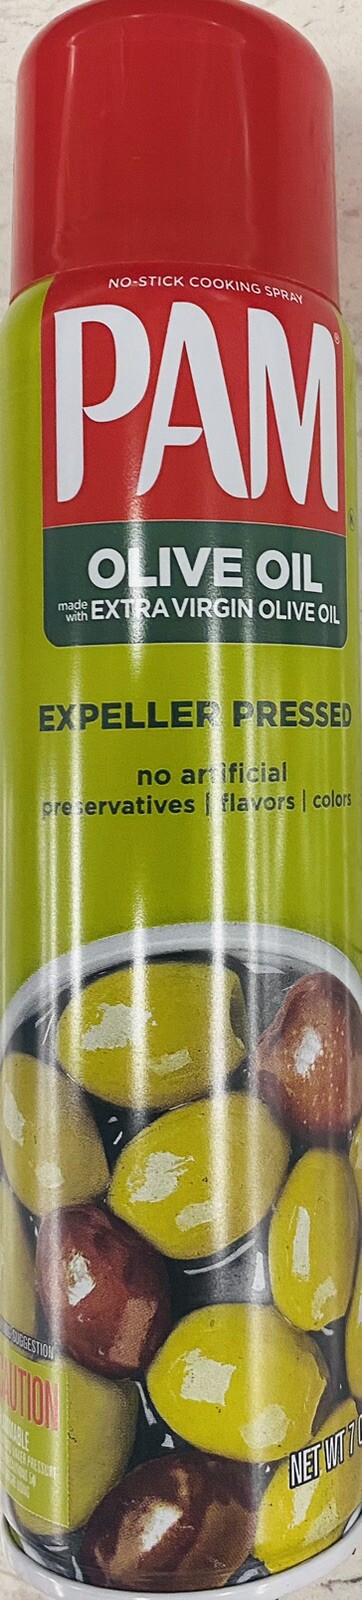 NO-STICK COOKING SPRAY
PAM®
OLIVE OIL
made with EXTRA VIRGIN OLIVE OIL
EXPELLER PRESSED
no artificial
preservatives | flavors | colors
SUGGESTION
CAUTION
NET WT 7